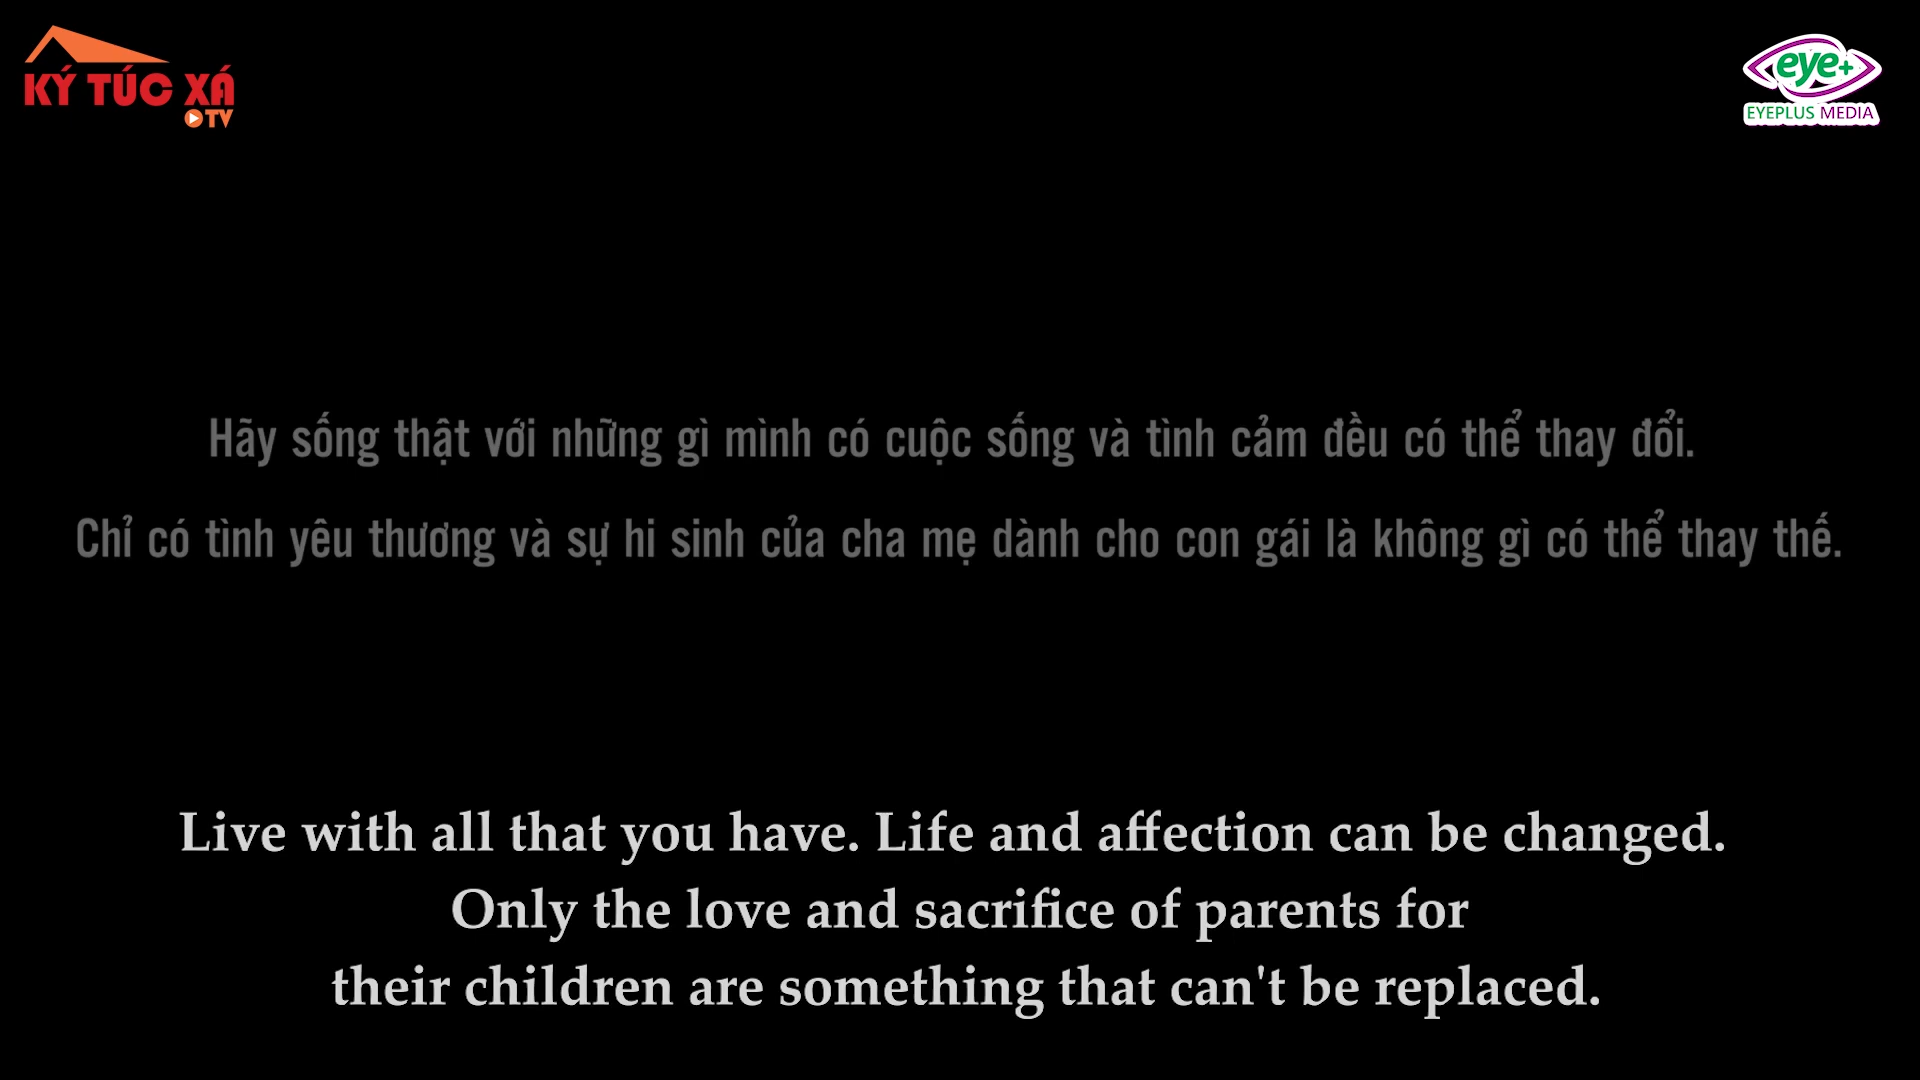 KÝ TÚC XÁ
TV
eye+
EYEPLUS MEDIA
Hãy sống thật với những gì mình có cuộc sống và tình cảm đều có thể thay đổi.
Chỉ có tình yêu thương và sự hi sinh của cha mẹ dành cho con gái là không gì có thể thay thế.
Live with all that you have. Life and affection can be changed.
Only the love and sacrifice of parents for
their children are something that can't be replaced.